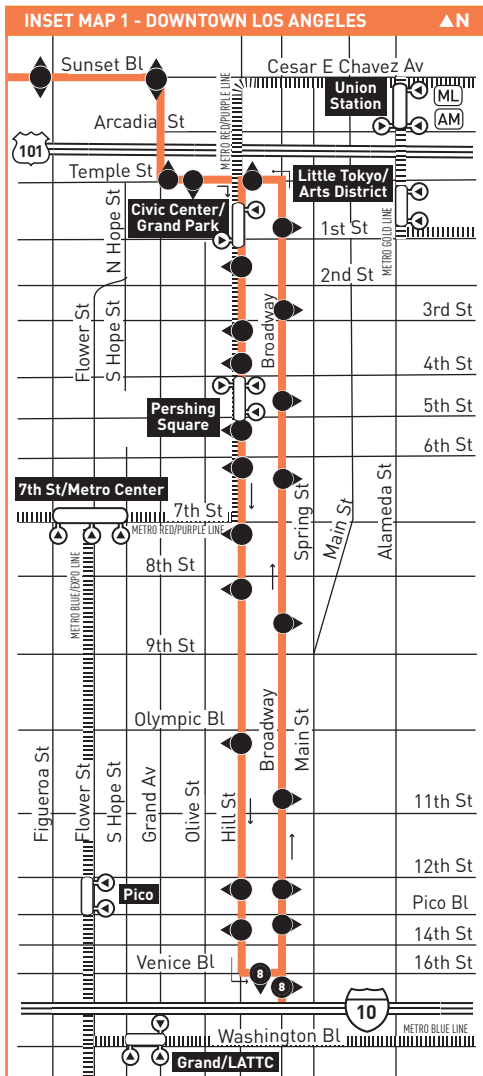 INSET MAP 1 - DOWNTOWN LOS ANGELES
▲N
Sunset Bl
Cesar E Chavez Av
Union
Station
ML
AM
Arcadia St
METRO RED/PURPLE LINE
101
Temple St
Little Tokyo/
Arts District
Civic Center/
Grand Park
N Hope St
1st St
METRO GOLD LINE
2nd St
Flower St
S Hope St
Broadway
3rd St
4th St
Pershing
Square
5th St
6th St
7th St/Metro Center
7th St
METRO RED/PURPLE LINE
Spring St
Main St
Alameda St
METRO BLUE/EXPO LINE
8th St
9th St
Olympic Bl
Broadway
Main St
Figueroa St
Flower St
S Hope St
Grand Av
Olive St
Hill St
11th St
12th St
Pico
Pico Bl
14th St
Venice Bl
8
16th St
8
10
Washington Bl
METRO BLUE LINE
Grand/LATTC